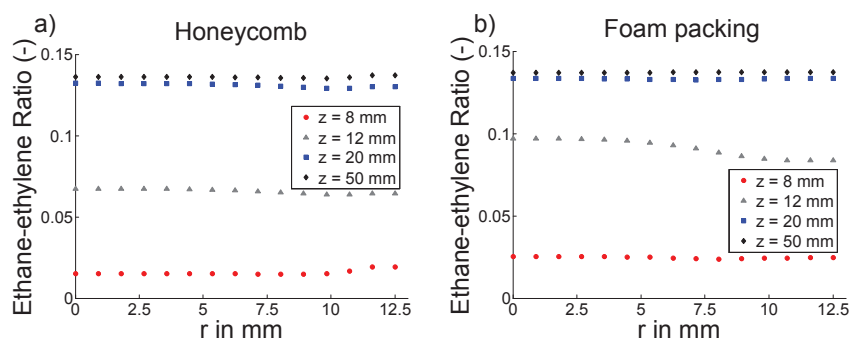 a)
Honeycomb
Ethane-ethylene Ratio (-)
0.15
0.1
0.05
0
z = 8 mm
z = 12 mm
z = 20 mm
z = 50 mm
0 2.5 5 7.5 10 12.5
r in mm
b)
Foam packing
Ethane-ethylene Ratio (-)
0.15
0.1
0.05
0
z = 8 mm
z = 12 mm
z = 20 mm
z = 50 mm
0 2.5 5 7.5 10 12.5
r in mm